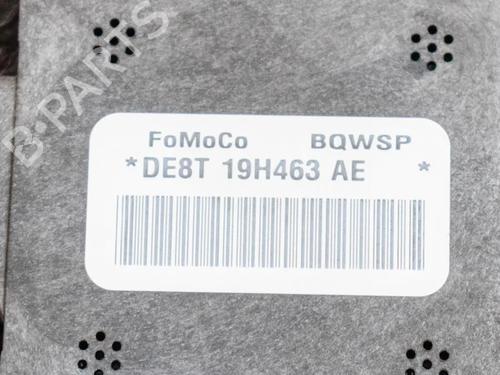 B-PARTS
FoMoCo BQWSP
*DE8T 19H463 AE *